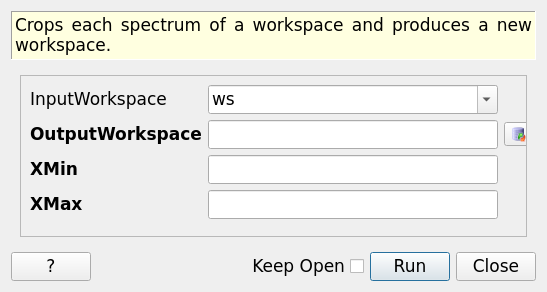 Crops each spectrum of a workspace and produces a new
workspace.
InputWorkspace ws
OutputWorkspace
XMin
XMax
? Keep Open Run Close